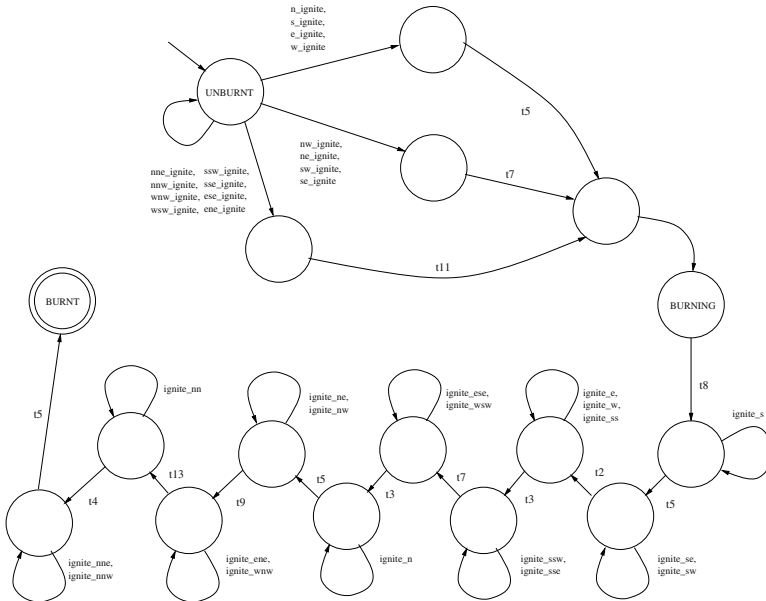 n_ignite,
s_ignite,
e_ignite,
w_ignite
UNBURNT
t5
nw_ignite,
ne_ignite,
sw_ignite,
se_ignite
nne_ignite, ssw_ignite,
nnw_ignite, sse_ignite,
wnw_ignite, ese_ignite,
wsw_ignite, ene_ignite
t7
t11
BURNT
BURNING
t8
ignite_nn
ignite_ne,
ignite_nw
ignite_ese,
ignite_wsw
ignite_e,
ignite_w,
ignite_ss
ignite_s
t5
t13
t5
t7
t2
t4
t9
t3
t3
t5
ignite_nne,
ignite_nnw
ignite_ene,
ignite_wnw
ignite_n
ignite_ssw,
ignite_sse
ignite_se,
ignite_sw